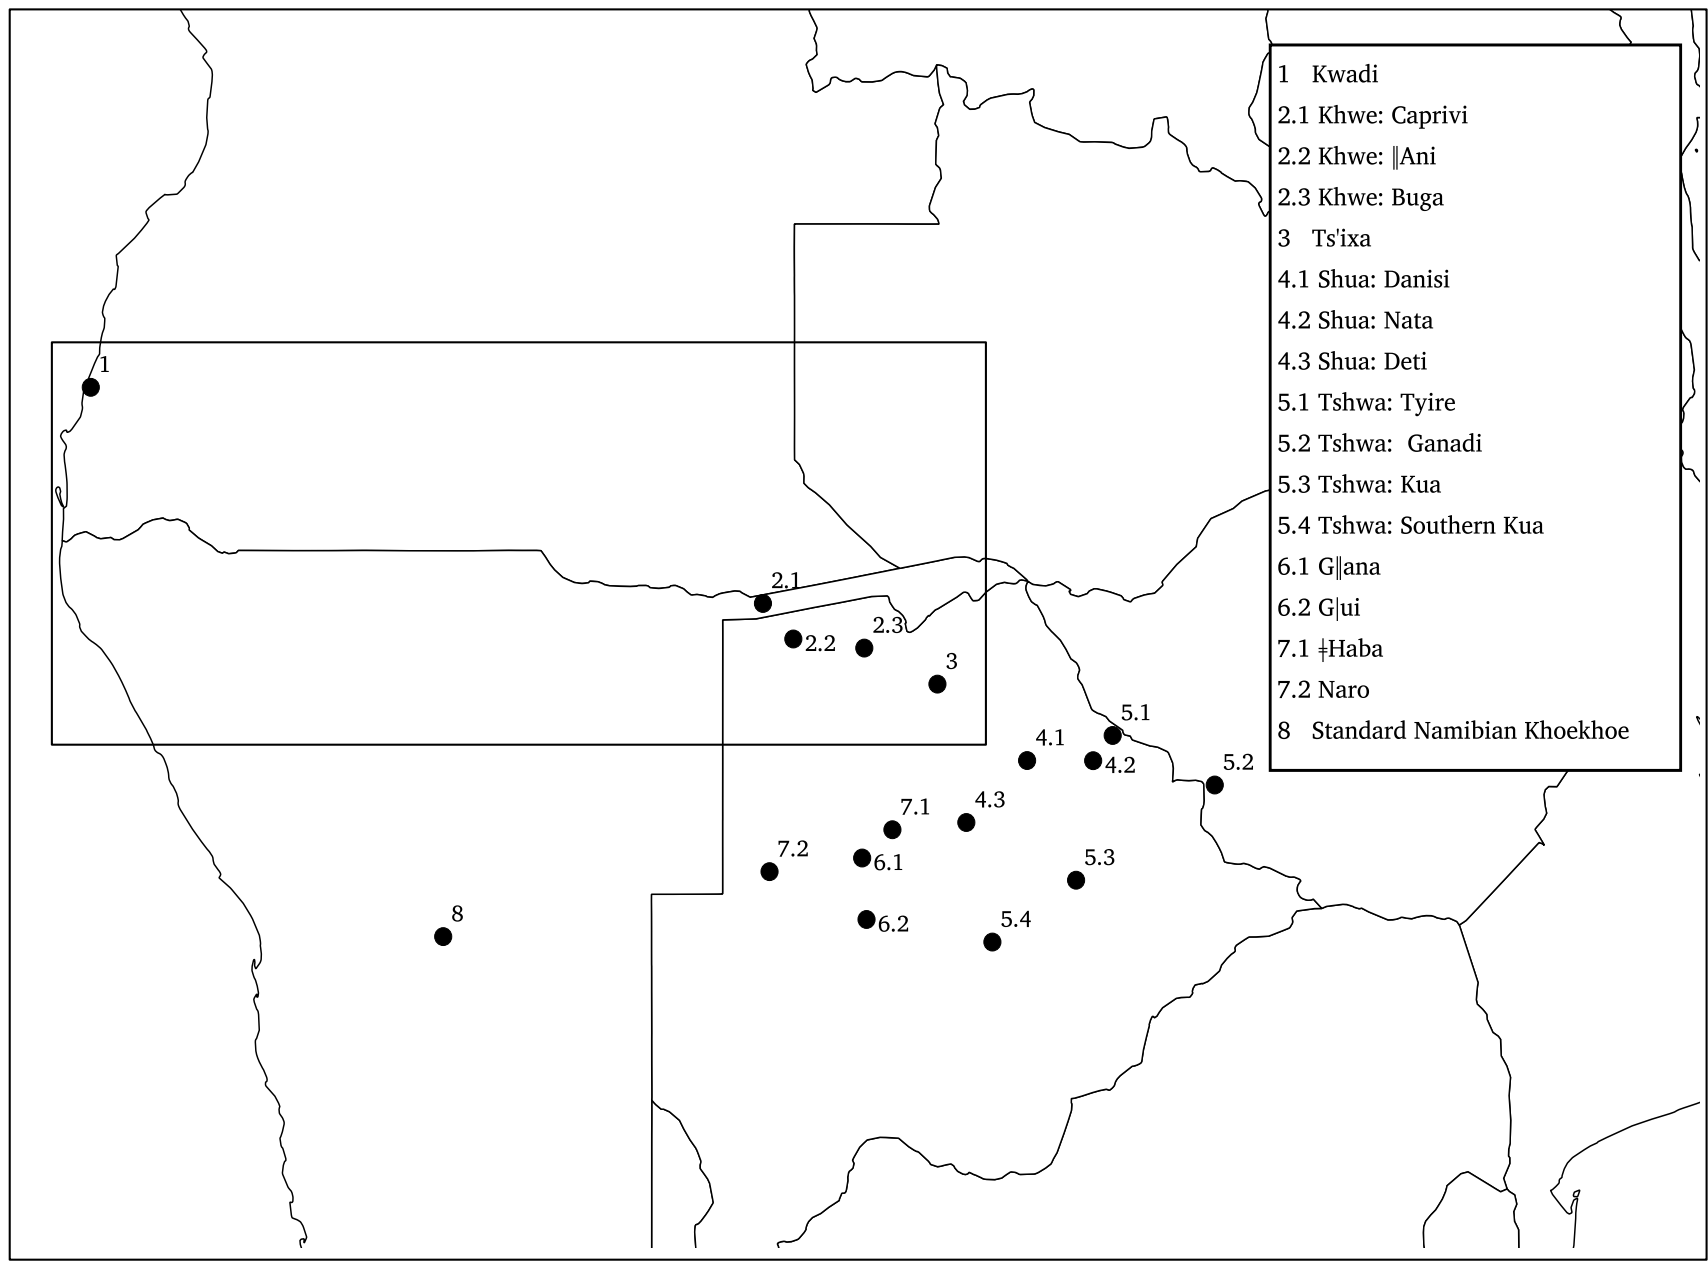 1 Kwadi
2.1 Khwe: Caprivi
2.2 Khwe: ǁAni
2.3 Khwe: Buga
3 Ts'ixa
4.1 Shua: Danisi
4.2 Shua: Nata
4.3 Shua: Deti
5.1 Tshwa: Tyire
5.2 Tshwa: Ganadi
5.3 Tshwa: Kua
5.4 Tshwa: Southern Kua
6.1 Gǁana
6.2 Gǀui
7.1 ǂHaba
7.2 Naro
8 Standard Namibian Khoekhoe
1
2.1
2.2
2.3
3
5.1
4.1
4.2
5.2
4.3
7.1
7.2
6.1
5.3
6.2
5.4
8